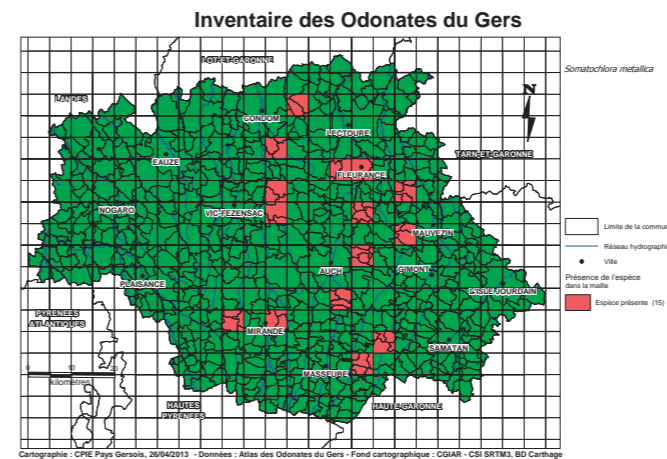 Inventaire des Odonates du Gers
Somatochlora metallica
N
LOT-ET-GARONNE
LANDES
CONDOM
LECTOURE
TARN-ET-GARONNE
EAUZE
FLEURANCE
NOGARO
VIC-FEZENSAC
MAUVEZIN
AUCH
GIMONT
PLAISANCE
L'ISLE JOURDAIN
PYRENEES
ATLANTIQUES
MIRANDE
SAMATAN
MASSEUBE
HAUTES
PYRENEES
HAUTE-GARONNE
0 10 20
kilomètres
Limite de la commun
Réseau hydrographi
Ville
Présence de l'espèce
dans la maille
Espèce présente (15)
Cartographie : CPIE Pays Gersois, 26/04/2013 - Données : Atlas des Odonates du Gers - Fond cartographique : CGIAR - CSI SRTM3, BD Carthage